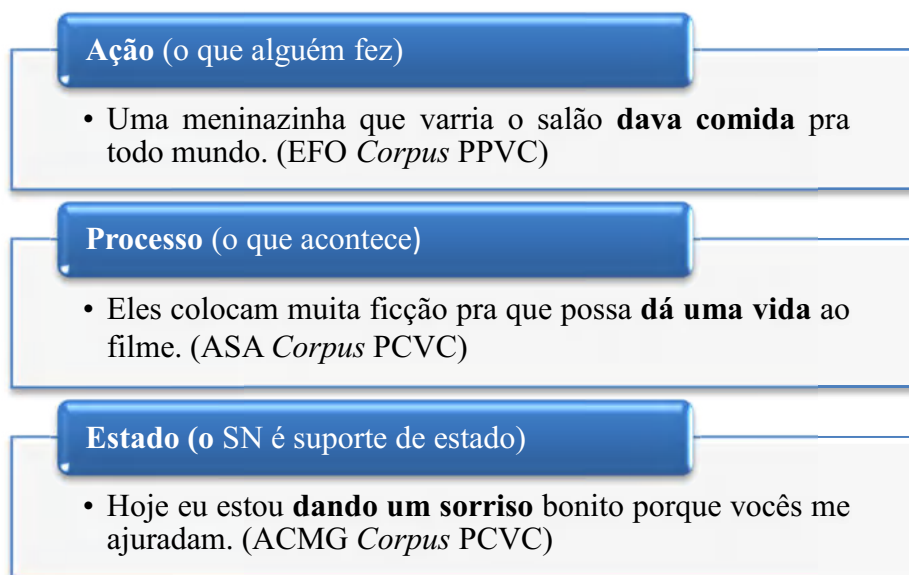 Ação (o que alguém fez)
• Uma meninazinha que varria o salão dava comida pra
todo mundo. (EFO Corpus PPVC)
Processo (o que acontece)
• Eles colocam muita ficção pra que possa dá uma vida ao
filme. (ASA Corpus PCVC)
Estado (o SN é suporte de estado)
• Hoje eu estou dando um sorriso bonito porque vocês me
ajuradam. (ACMG Corpus PCVC)